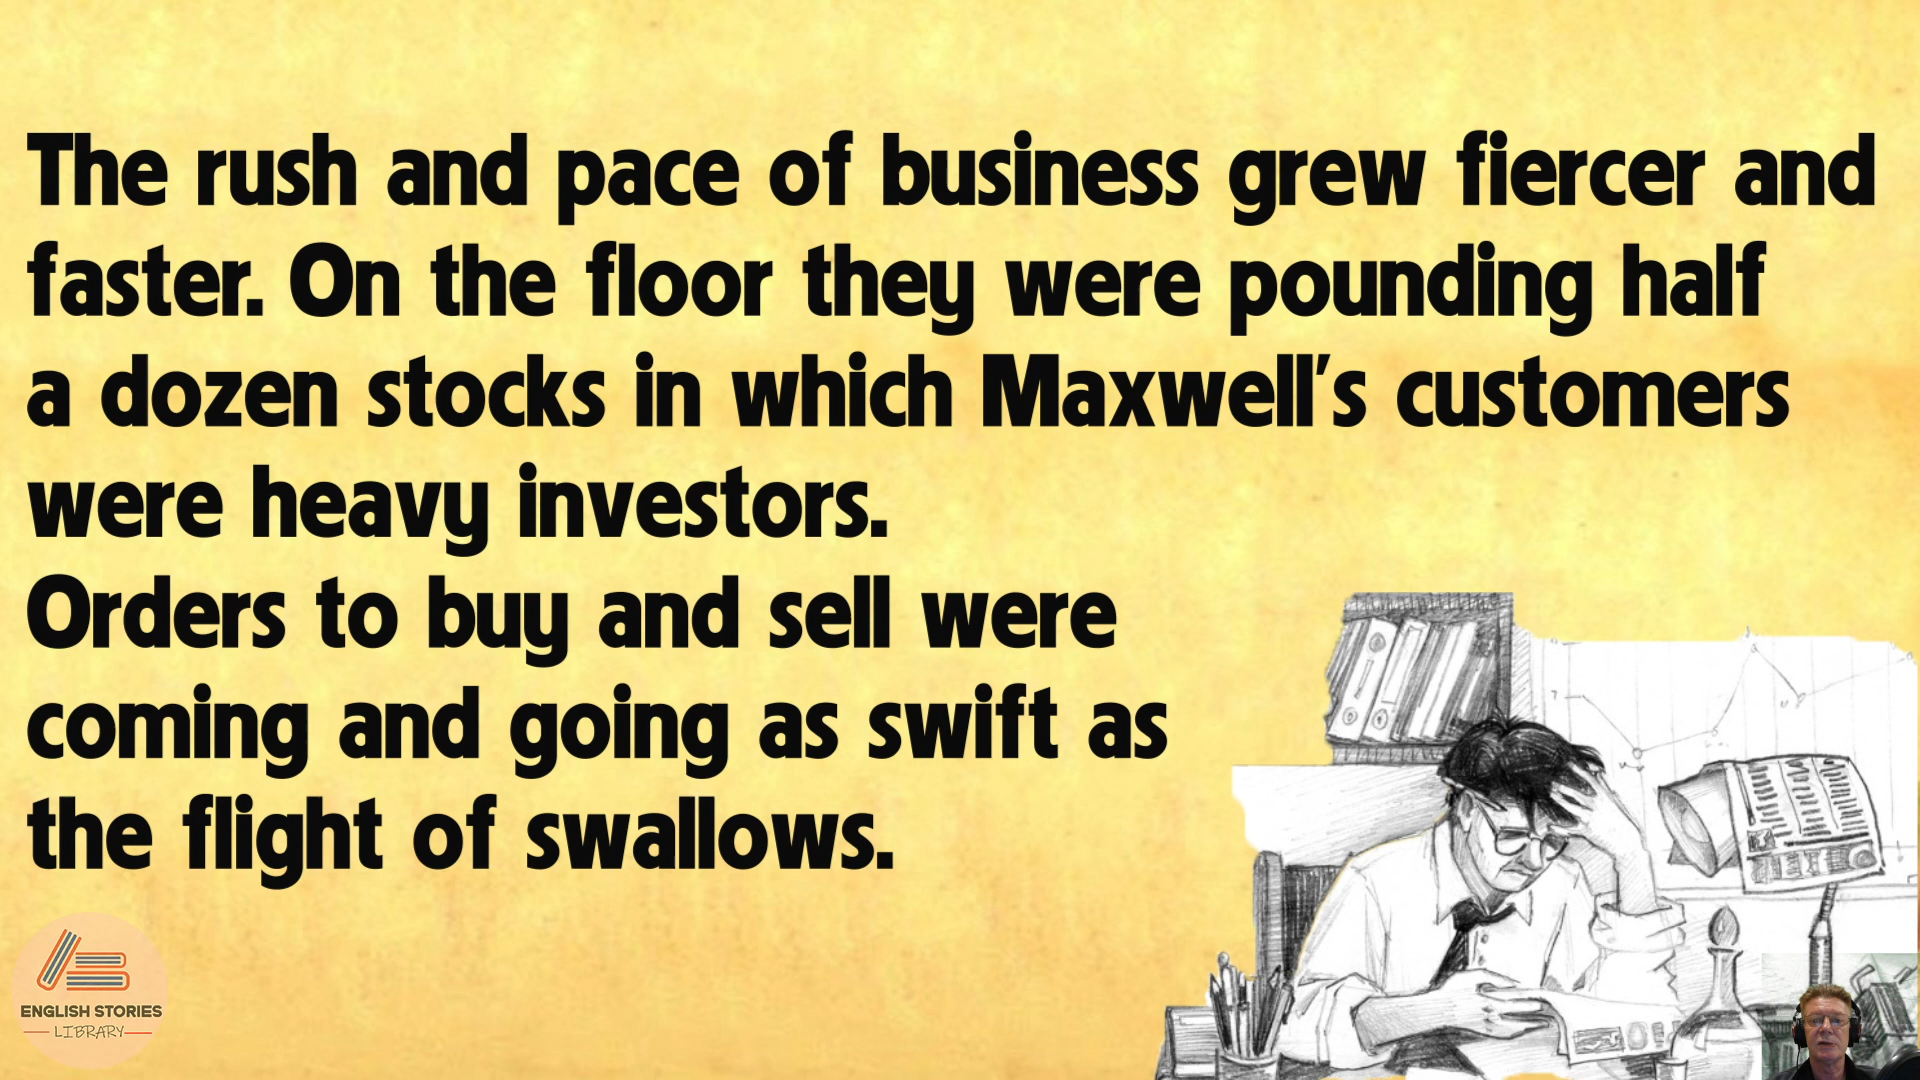 The rush and pace of business grew fiercer and
faster. On the floor they were pounding half
a dozen stocks in which Maxwell's customers
were heavy investors.
Orders to buy and sell were
coming and going as swift as
the flight of swallows.
ENGLISH STORIES
LIBRARY